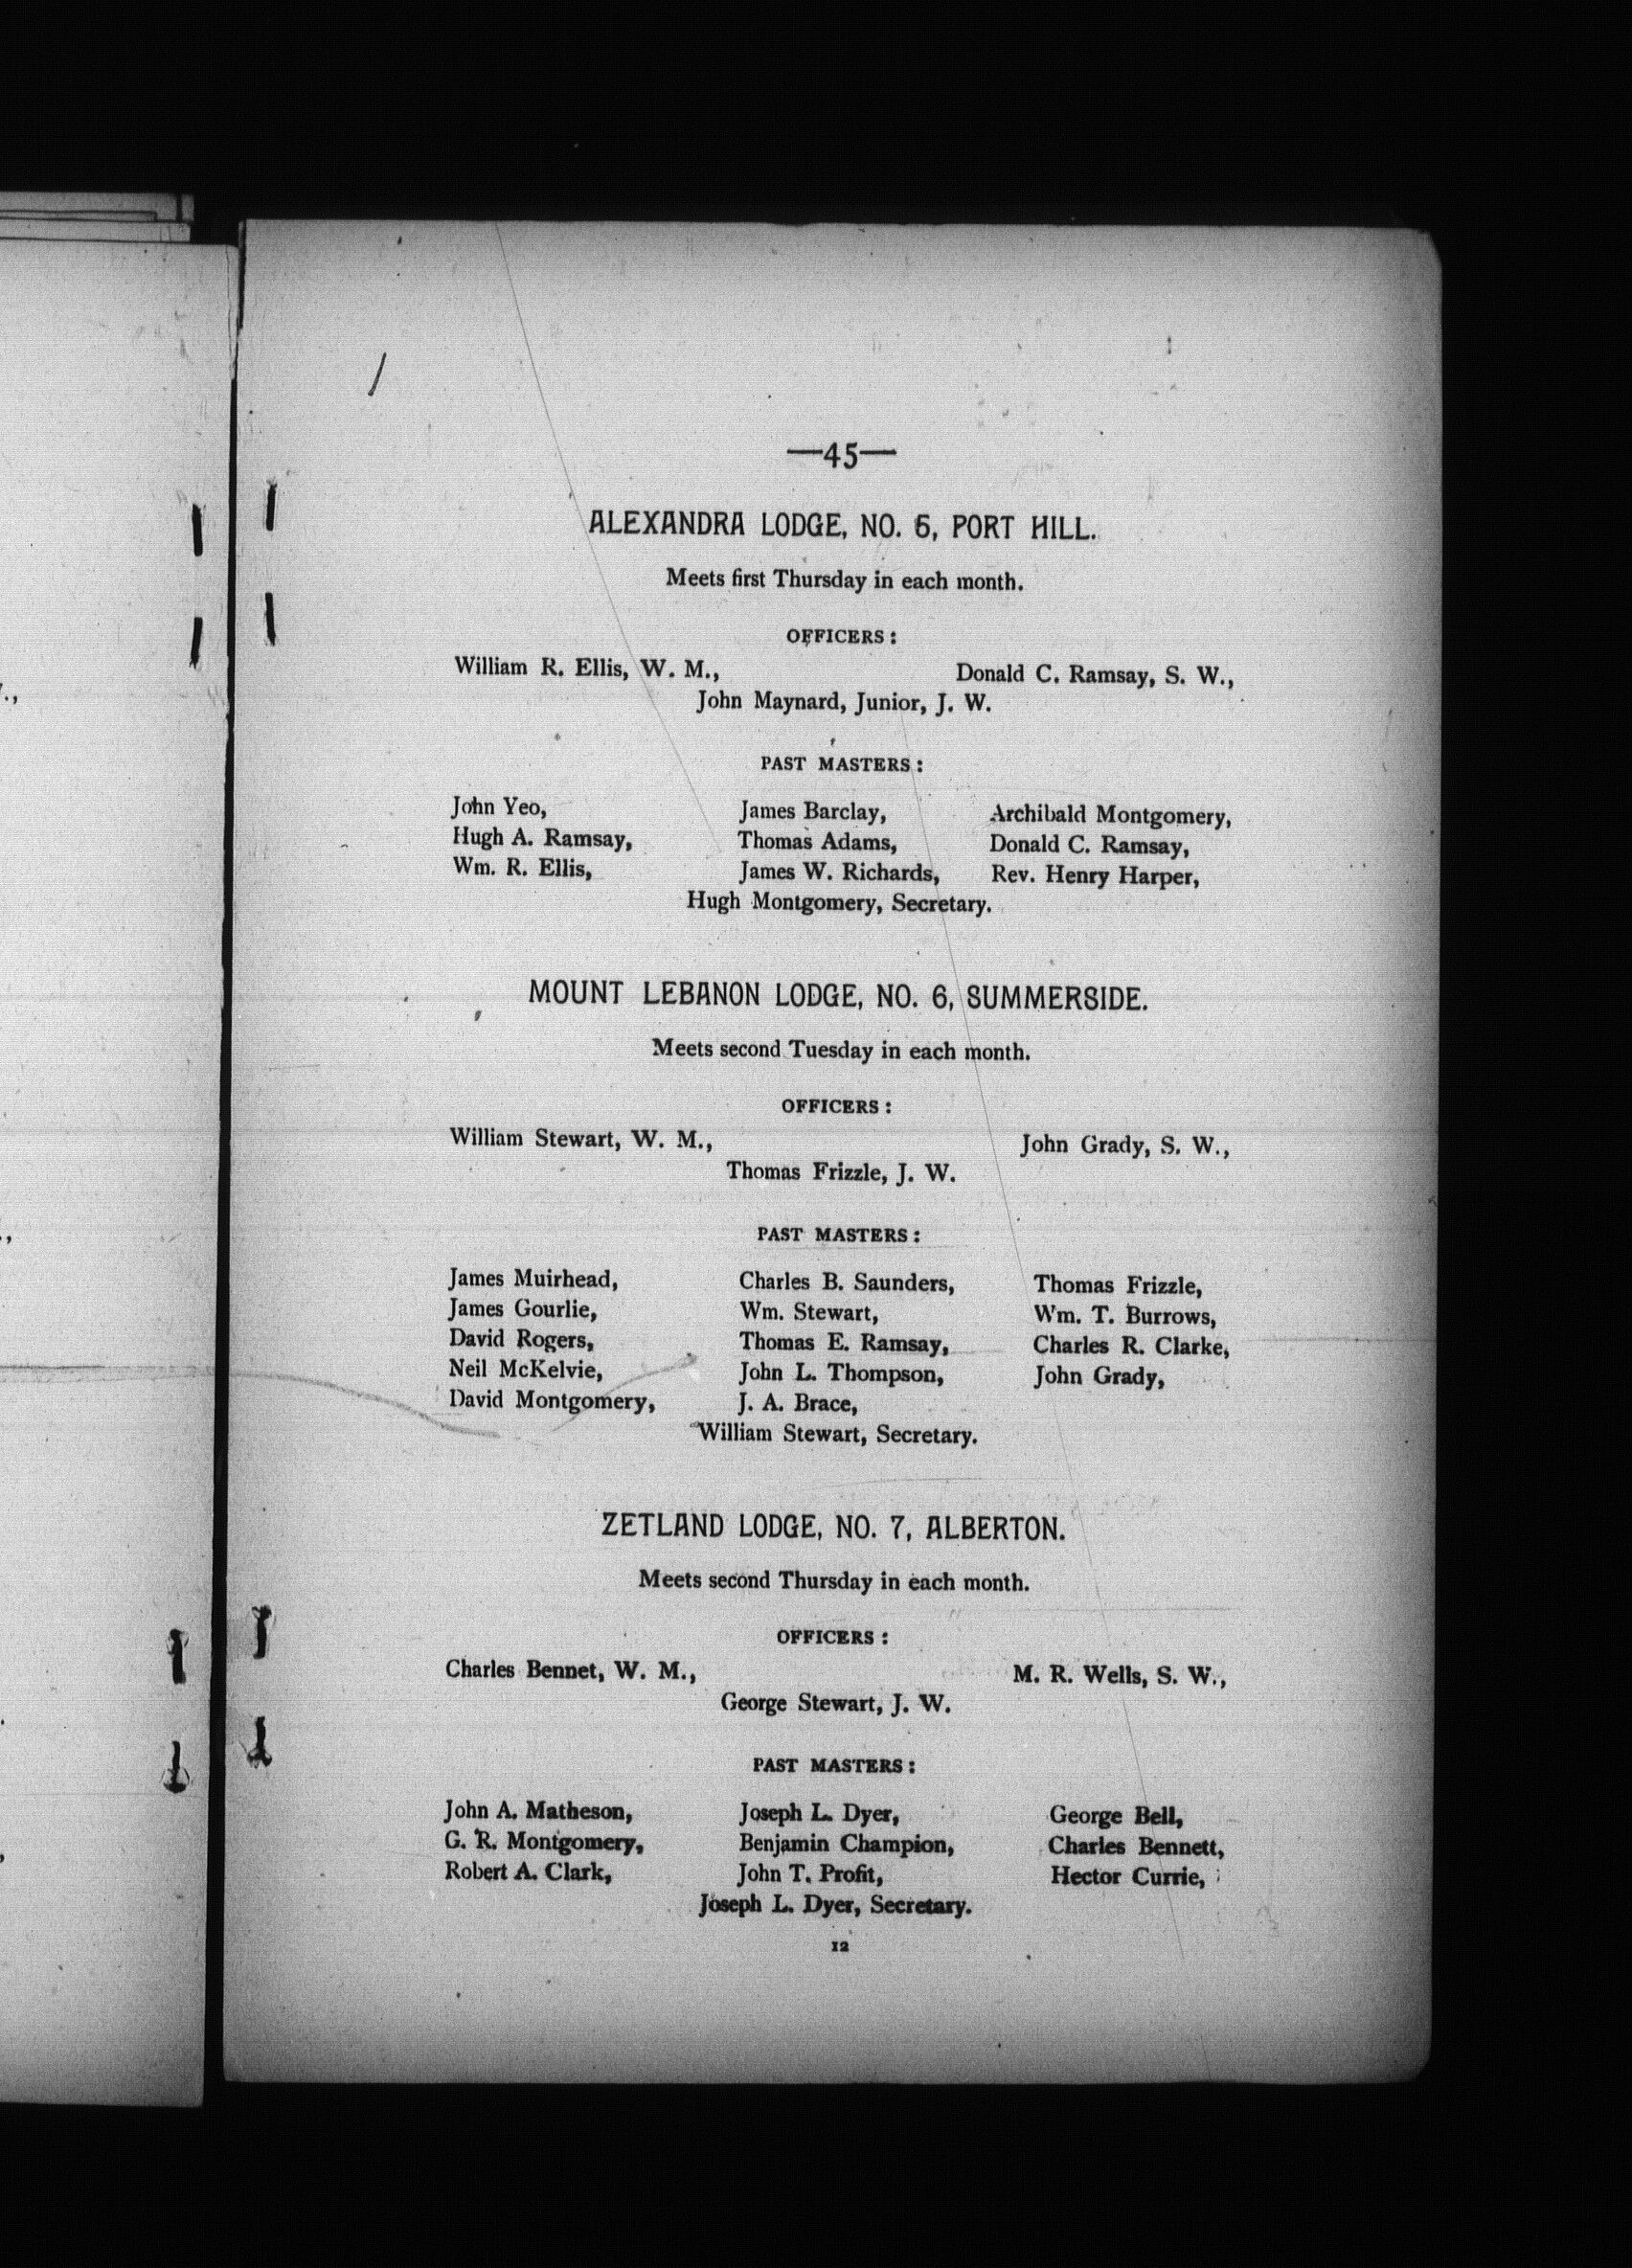 —45—
ALEXANDRA LODGE, NO. 5, PORT HILL.
Meets first Thursday in each month.
OFFICERS:
William R. Ellis, W. M., Donald C. Ramsay, S. W.,
John Maynard, Junior, J. W.
PAST MASTERS:
John Yeo, James Barclay, Archibald Montgomery,
Hugh A. Ramsay, Thomas Adams, Donald C. Ramsay,
Wm. R. Ellis, James W. Richards, Rev. Henry Harper,
Hugh Montgomery, Secretary.
MOUNT LEBANON LODGE, NO. 6, SUMMERSIDE.
Meets second Tuesday in each month.
OFFICERS:
William Stewart, W. M., John Grady, S. W.,
Thomas Frizzle, J. W.
PAST MASTERS:
James Muirhead, Charles B. Saunders, Thomas Frizzle,
James Gourlie, Wm. Stewart, Wm. T. Burrows,
David Rogers, Thomas E. Ramsay, Charles R. Clarke,
Neil McKelvie, John L. Thompson, John Grady,
David Montgomery, J. A. Brace,
William Stewart, Secretary.
ZETLAND LODGE, NO. 7, ALBERTON.
Meets second Thursday in each month.
OFFICERS:
Charles Bennet, W. M., M. R. Wells, S. W.,
George Stewart, J. W.
PAST MASTERS:
John A. Matheson, Joseph L. Dyer, George Bell,
G. R. Montgomery, Benjamin Champion, Charles Bennett,
Robert A. Clark, John T. Profit, Hector Currie,
Joseph L. Dyer, Secretary.
12